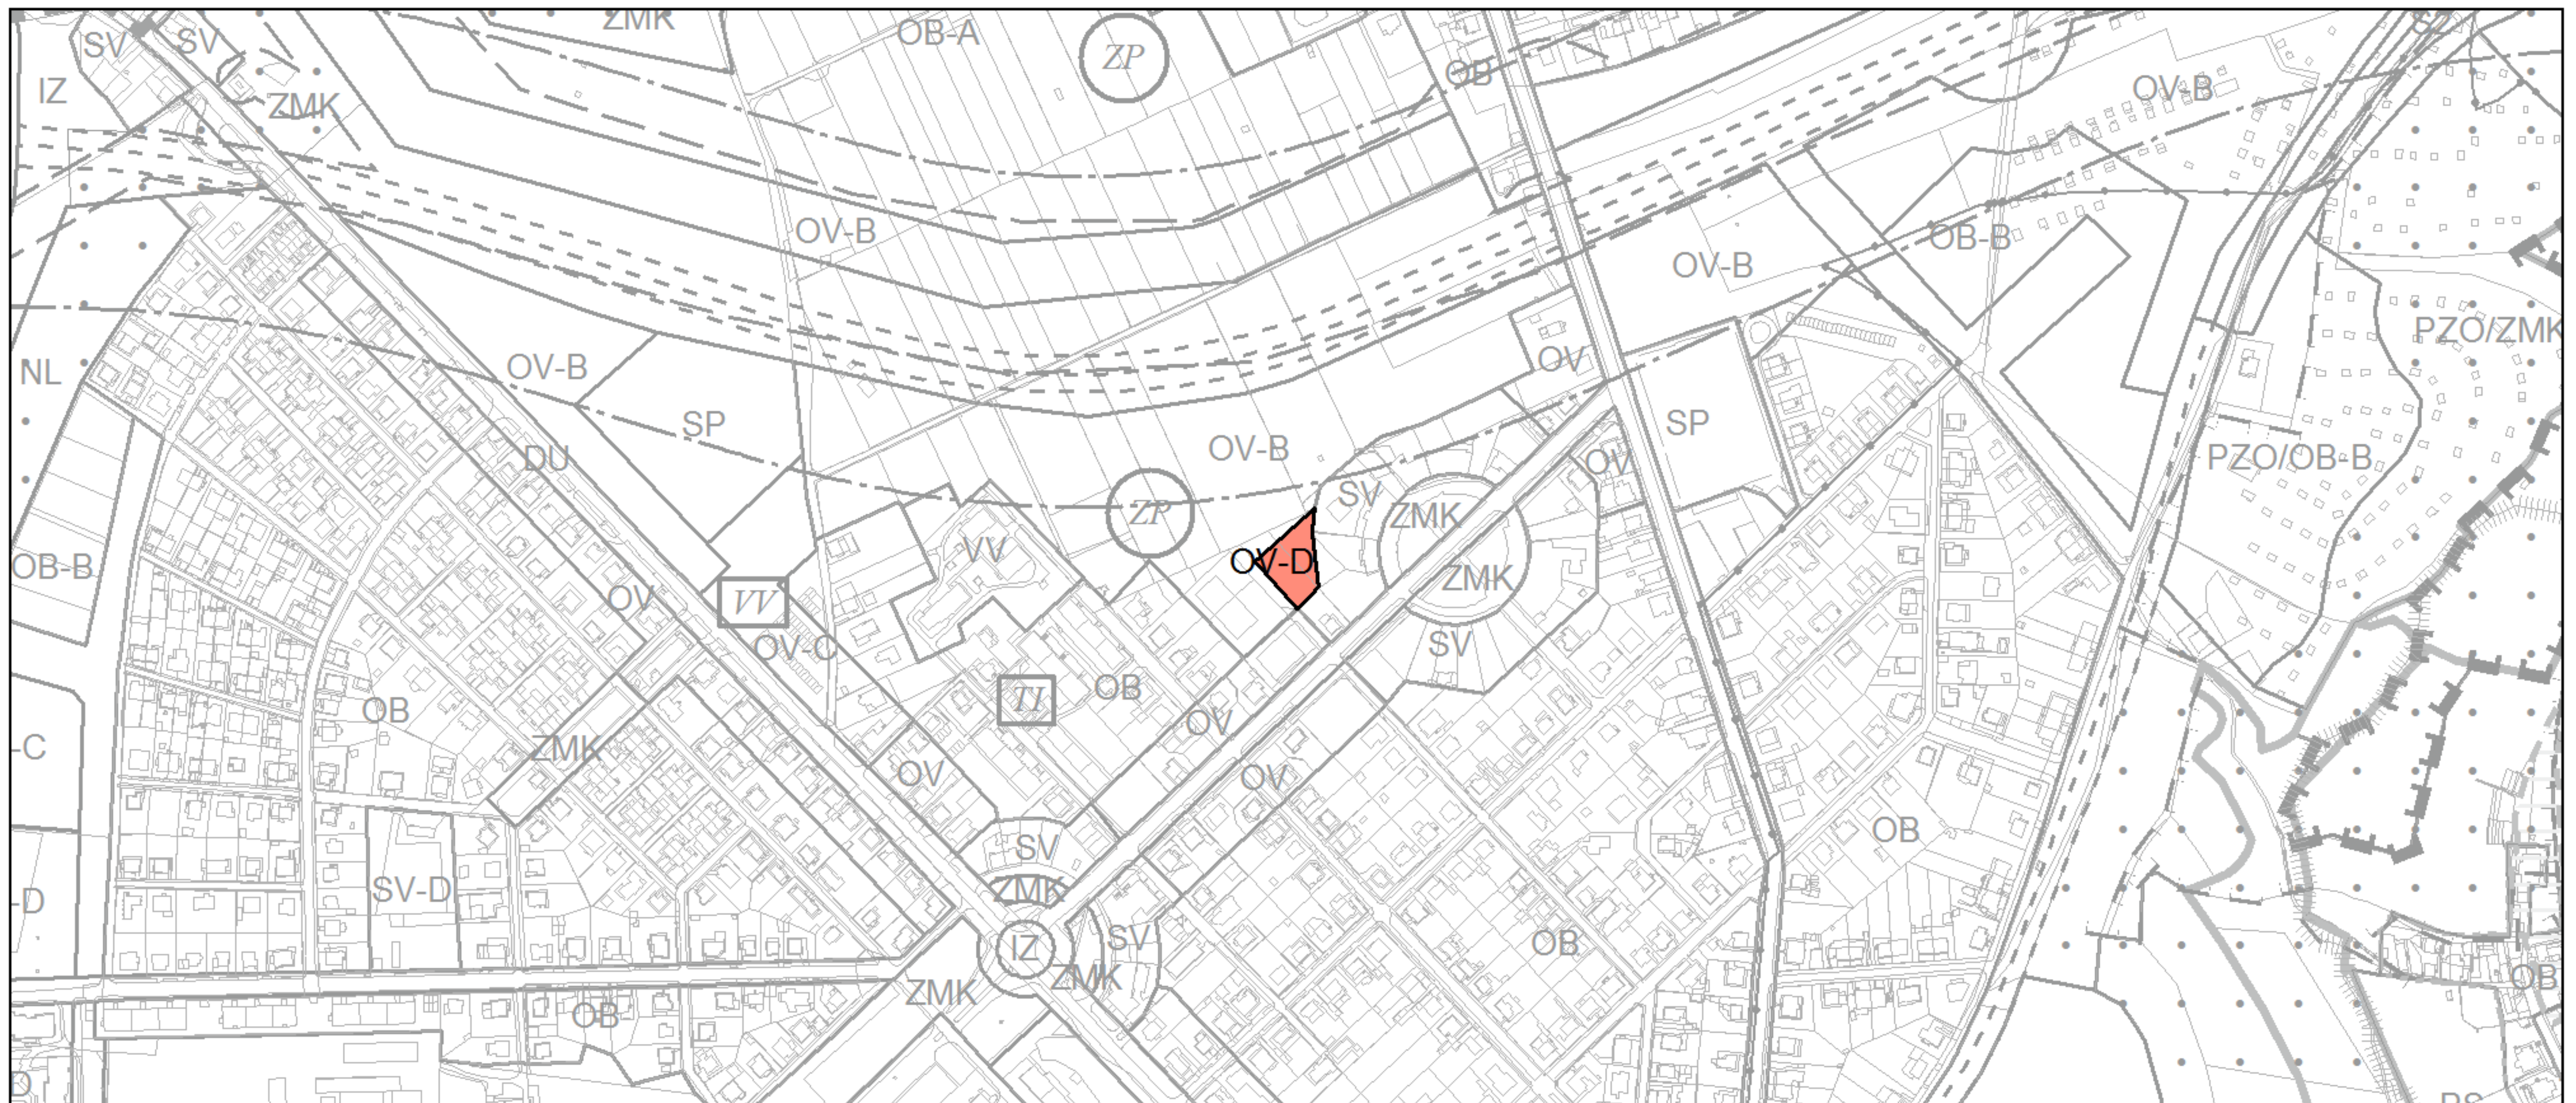 ZMK
S2
SV
SV
OB-A
ZP
OB
OV-B
IZ
ZMK
OV-B
OB-B
OV-B
PZO/ZMK
NL
OV-B
OV
SP
SP
OV-B
DU
OV
PZO/OB-B
SV
ZMK
ZP
VV
OV-D
OB-B
ZMK
OV
VV
OV-C
SV
TI
OB
OB
OV
-C
ZMK
OV
OV
OB
SV
SV-D
ZMK
-D
SV
IZ
OB
ZMK
ZMK
OB
OB-
D